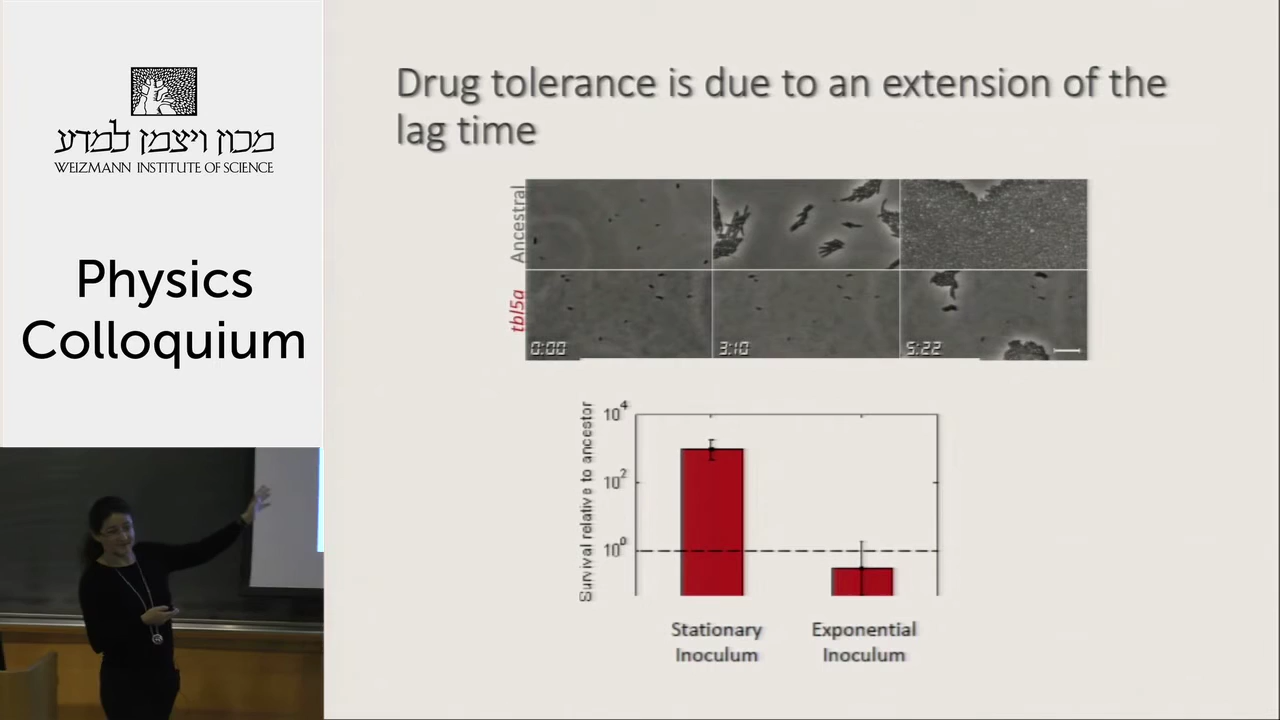 מכון ויצמן למדע
WEIZMANN INSTITUTE OF SCIENCE
Physics
Colloquium
Drug tolerance is due to an extension of the
lag time
Ancestral
tbl5a
0:00
3:10
5:22
Survival relative to ancestor
10^4
10^2
10^0
Stationary
Inoculum
Exponential
Inoculum